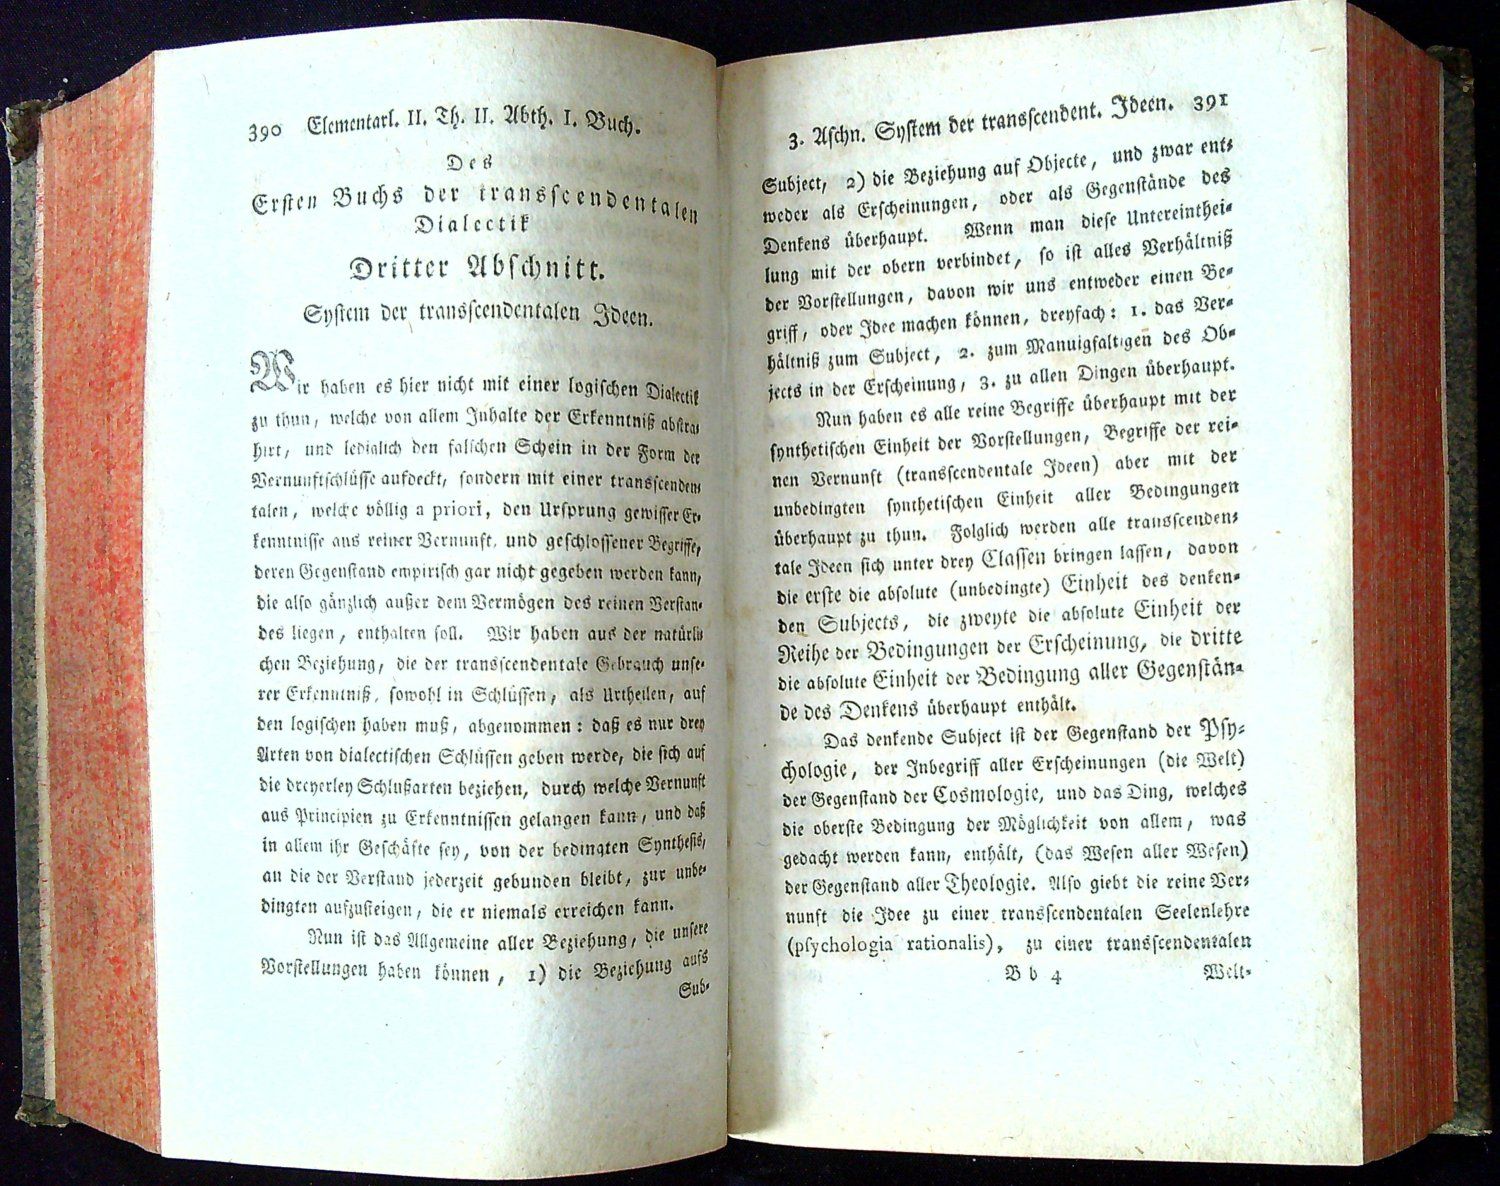 390 Elementarl. II. Th. II. Abth. I. Buch.
Des
Ersten Buchs der transscendentalen
Dialectik
Dritter Abschnitt.
System der transscendentalen Ideen.
Wir haben es hier nicht mit einer logischen Dialectik
zu thun, welche von allem Inhalte der Erkenntniß abstra-
hirt, und lediglich den falschen Schein in der Form der
Vernunftschlüsse aufdeckt, sondern mit einer transscenden-
talen, welche völlig a priori, den Ursprung gewisser Er-
kenntnisse aus reiner Vernunft, und geschlossener Begriffe,
deren Gegenstand empirisch gar nicht gegeben werden kann,
die also gänzlich außer dem Vermögen des reinen Verstan-
des liegen, enthalten soll. Wir haben aus der natürli-
chen Beziehung, die der transscendentale Gebrauch unse-
rer Erkenntniß, sowohl in Schlüssen, als Urtheilen, auf
den logischen haben muß, abgenommen: daß es nur drey
Arten von dialectischen Schlüssen geben werde, die sich auf
die dreyerley Schlußarten beziehen, durch welche Vernunft
aus Principien zu Erkenntnissen gelangen kann, und daß
in allem ihr Geschäfte sey, von der bedingten Synthesis,
an die der Verstand jederzeit gebunden bleibt, zur unbe-
dingten aufzusteigen, die er niemals erreichen kann.
Nun ist das Allgemeine aller Beziehung, die unsere
Vorstellungen haben können, 1) die Beziehung aufs
Sub-
3. Aschn. System der transscendent. Ideen. 391
Subject, 2) die Beziehung auf Objecte, und zwar ent-
weder als Erscheinungen, oder als Gegenstände des
Denkens überhaupt. Wenn man diese Untereinthei-
lung mit der obern verbindet, so ist alles Verhältniß
der Vorstellungen, davon wir uns entweder einen Be-
griff, oder Idee machen können, dreyfach: 1. das Ver-
hältniß zum Subject, 2. zum Manuigfaltigen des Ob-
jects in der Erscheinung, 3. zu allen Dingen überhaupt.
Nun haben es alle reine Begriffe überhaupt mit der
synthetischen Einheit der Vorstellungen, Begriffe der rei-
nen Vernunft (transscendentale Ideen) aber mit der
unbedingten synthetischen Einheit aller Bedingungen
überhaupt zu thun. Folglich werden alle transscenden-
tale Ideen sich unter drey Classen bringen lassen, davon
die erste die absolute (unbedingte) Einheit des denken-
den Subjects, die zweyte die absolute Einheit der
Reihe der Bedingungen der Erscheinung, die dritte
die absolute Einheit der Bedingung aller Gegenstän-
de des Denkens überhaupt enthält.
Das denkende Subject ist der Gegenstand der Psy-
chologie, der Inbegriff aller Erscheinungen (die Welt)
der Gegenstand der Cosmologie, und das Ding, welches
die oberste Bedingung der Möglichkeit von allem, was
gedacht werden kann, enthält, (das Wesen aller Wesen)
der Gegenstand aller Theologie. Also giebt die reine Ver-
nunft die Idee zu einer transscendentalen Seelenlehre
(psychologia rationalis), zu einer transscendentalen
Bb 4 Welt-